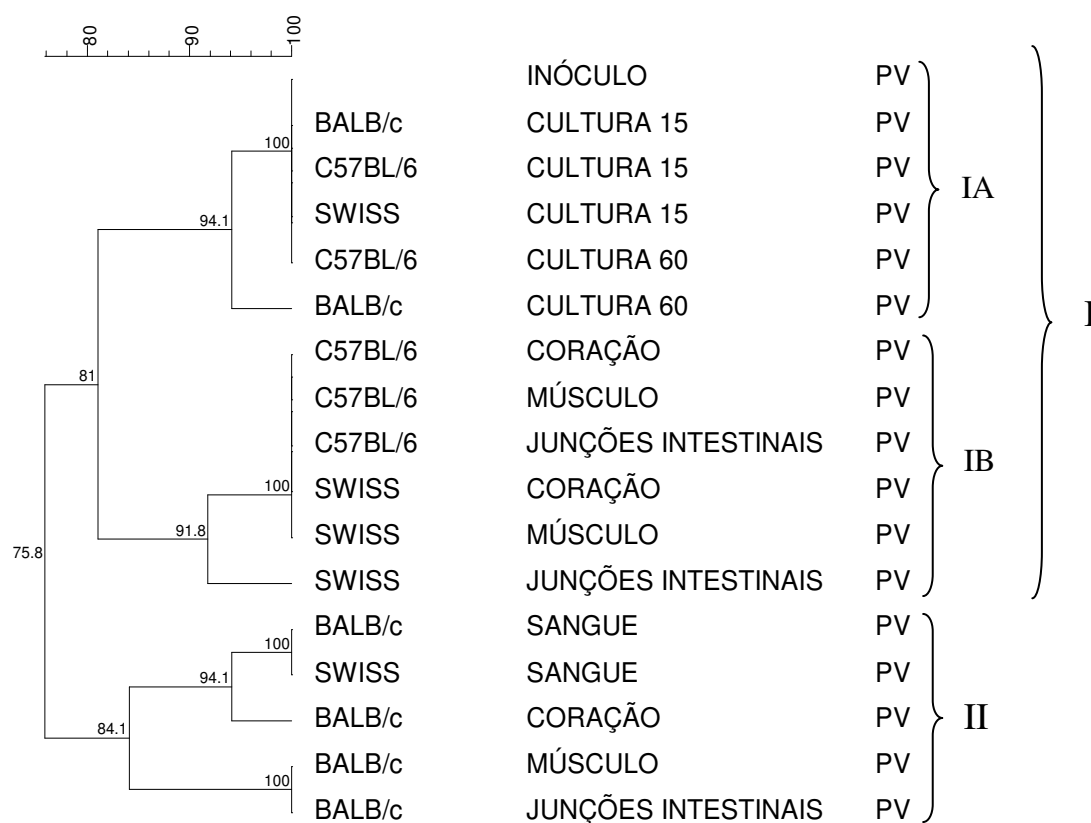 80 90 100
INÓCULO PV
BALB/c CULTURA 15 PV
100
C57BL/6 CULTURA 15 PV
IA
SWISS CULTURA 15 PV
94.1
C57BL/6 CULTURA 60 PV
BALB/c CULTURA 60 PV
I
C57BL/6 CORAÇÃO PV
81
C57BL/6 MÚSCULO PV
C57BL/6 JUNÇÕES INTESTINAIS PV
IB
100 SWISS CORAÇÃO PV
91.8 SWISS MÚSCULO PV
75.8
SWISS JUNÇÕES INTESTINAIS PV
BALB/c SANGUE PV
100
SWISS SANGUE PV
94.1
BALB/c CORAÇÃO PV
II
84.1
BALB/c MÚSCULO PV
100
BALB/c JUNÇÕES INTESTINAIS PV